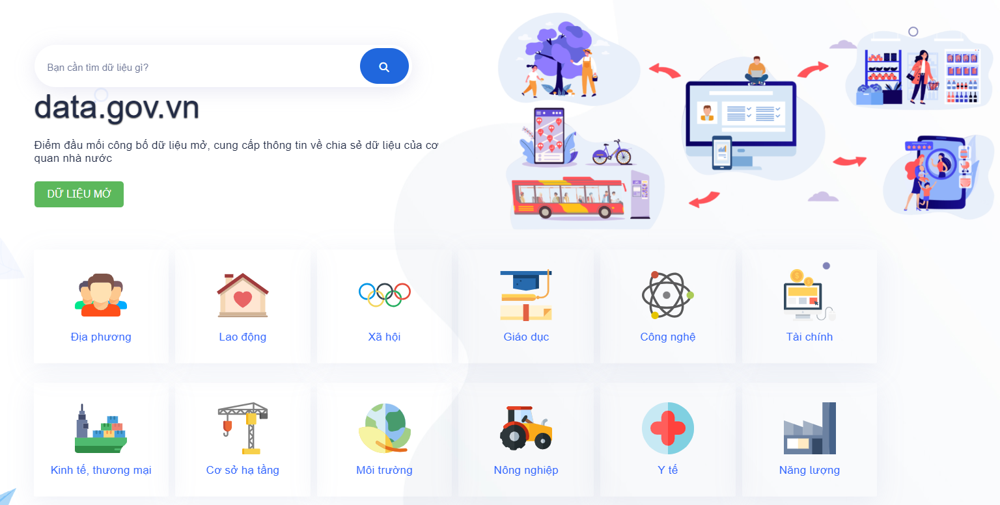 Bạn cần tìm dữ liệu gì?
data.gov.vn
Điểm đầu mối công bố dữ liệu mở, cung cấp thông tin về chia sẻ dữ liệu của cơ
quan nhà nước
DỮ LIỆU MỞ
Địa phương
Lao động
Xã hội
Giáo dục
Công nghệ
Tài chính
Kinh tế, thương mại
Cơ sở hạ tầng
Môi trường
Nông nghiệp
Y tế
Năng lượng